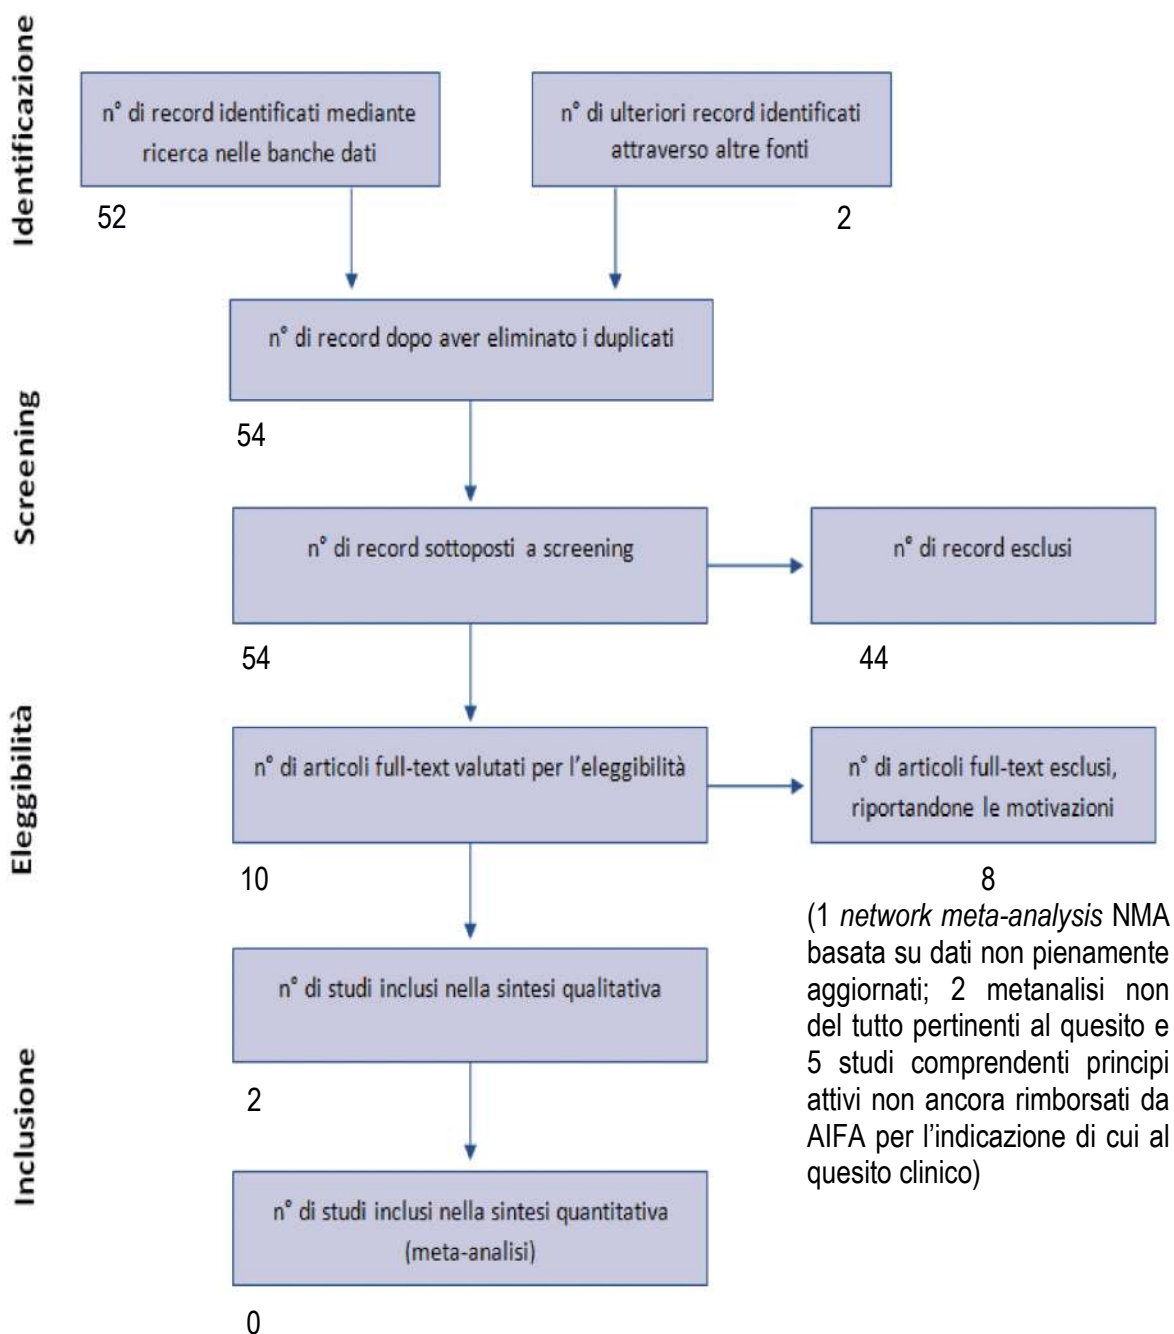 Identificazione
n° di record identificati mediante
ricerca nelle banche dati
52
n° di ulteriori record identificati
attraverso altre fonti
2
n° di record dopo aver eliminato i duplicati
54
Screening
n° di record sottoposti a screening
54
n° di record esclusi
44
Eleggibilità
n° di articoli full-text valutati per l'eleggibilità
10
n° di articoli full-text esclusi,
riportandone le motivazioni
8
(1 network meta-analysis NMA
basata su dati non pienamente
aggiornati; 2 metanalisi non
del tutto pertinenti al quesito e
5 studi comprendenti principi
attivi non ancora rimborsati da
AIFA per l'indicazione di cui al
quesito clinico)
Inclusione
n° di studi inclusi nella sintesi qualitativa
2
n° di studi inclusi nella sintesi quantitativa
(meta-analisi)
0